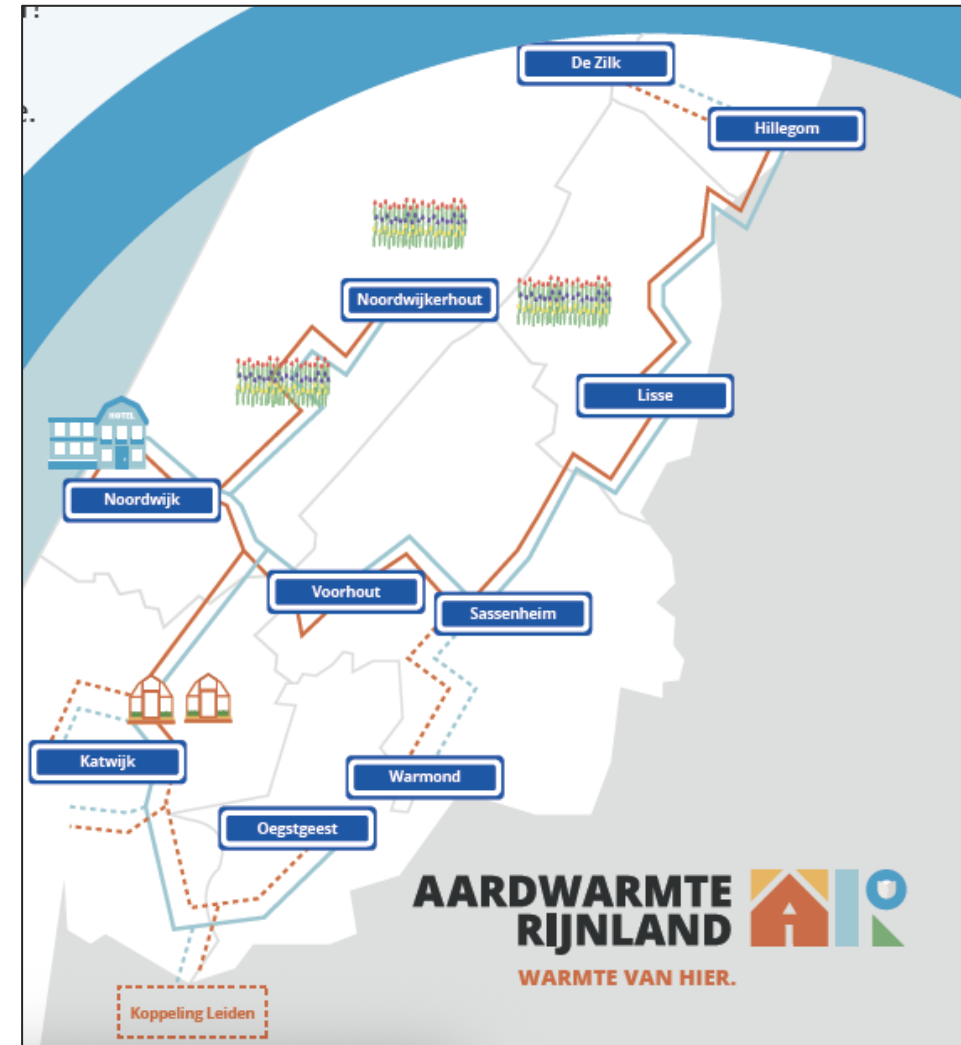 De Zilk
Hillegom
Noordwijkerhout
Lisse
HOTEL
Noordwijk
Voorhout
Sassenheim
Katwijk
Warmond
Oegstgeest
AARDWARMTE
RIJNLAND
WARMTE VAN HIER.
Koppeling Leiden